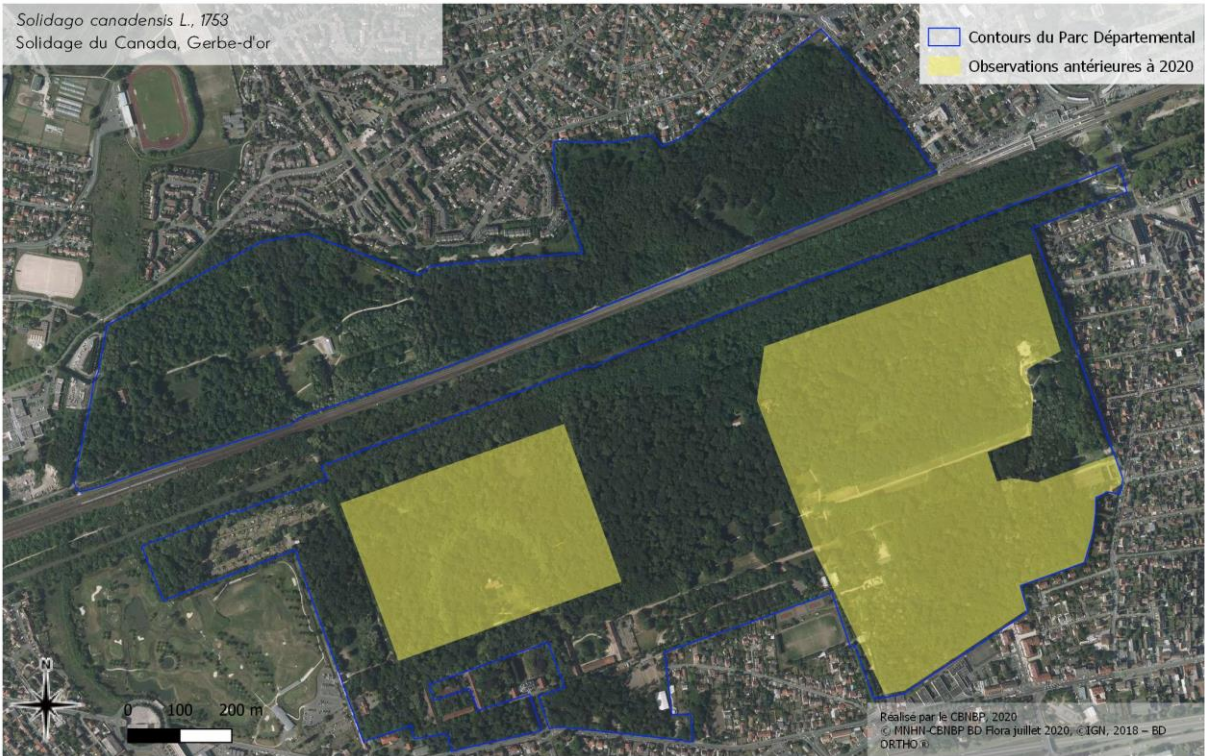 Solidago canadensis L., 1753
Solidage du Canada, Gerbe-d'or
Contours du Parc Départemental
Observations antérieures à 2020
N
0 100 200 m
Réalisé par le CBNBP, 2020
© MNHN-CBNBP BD Flora juillet 2020, ©IGN, 2018 – BD
ORTHO®